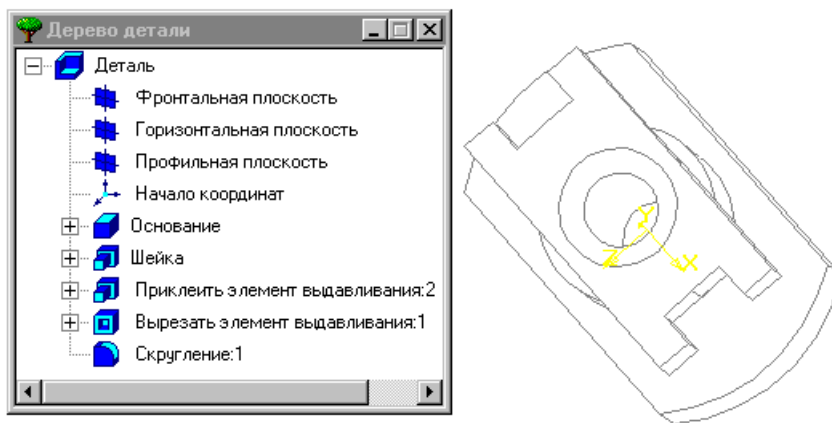 Дерево детали
Деталь
Фронтальная плоскость
Горизонтальная плоскость
Профильная плоскость
Начало координат
Основание
Шейка
Приклеить элемент выдавливания:2
Вырезать элемент выдавливания:1
Скругление:1
Y
Z
X